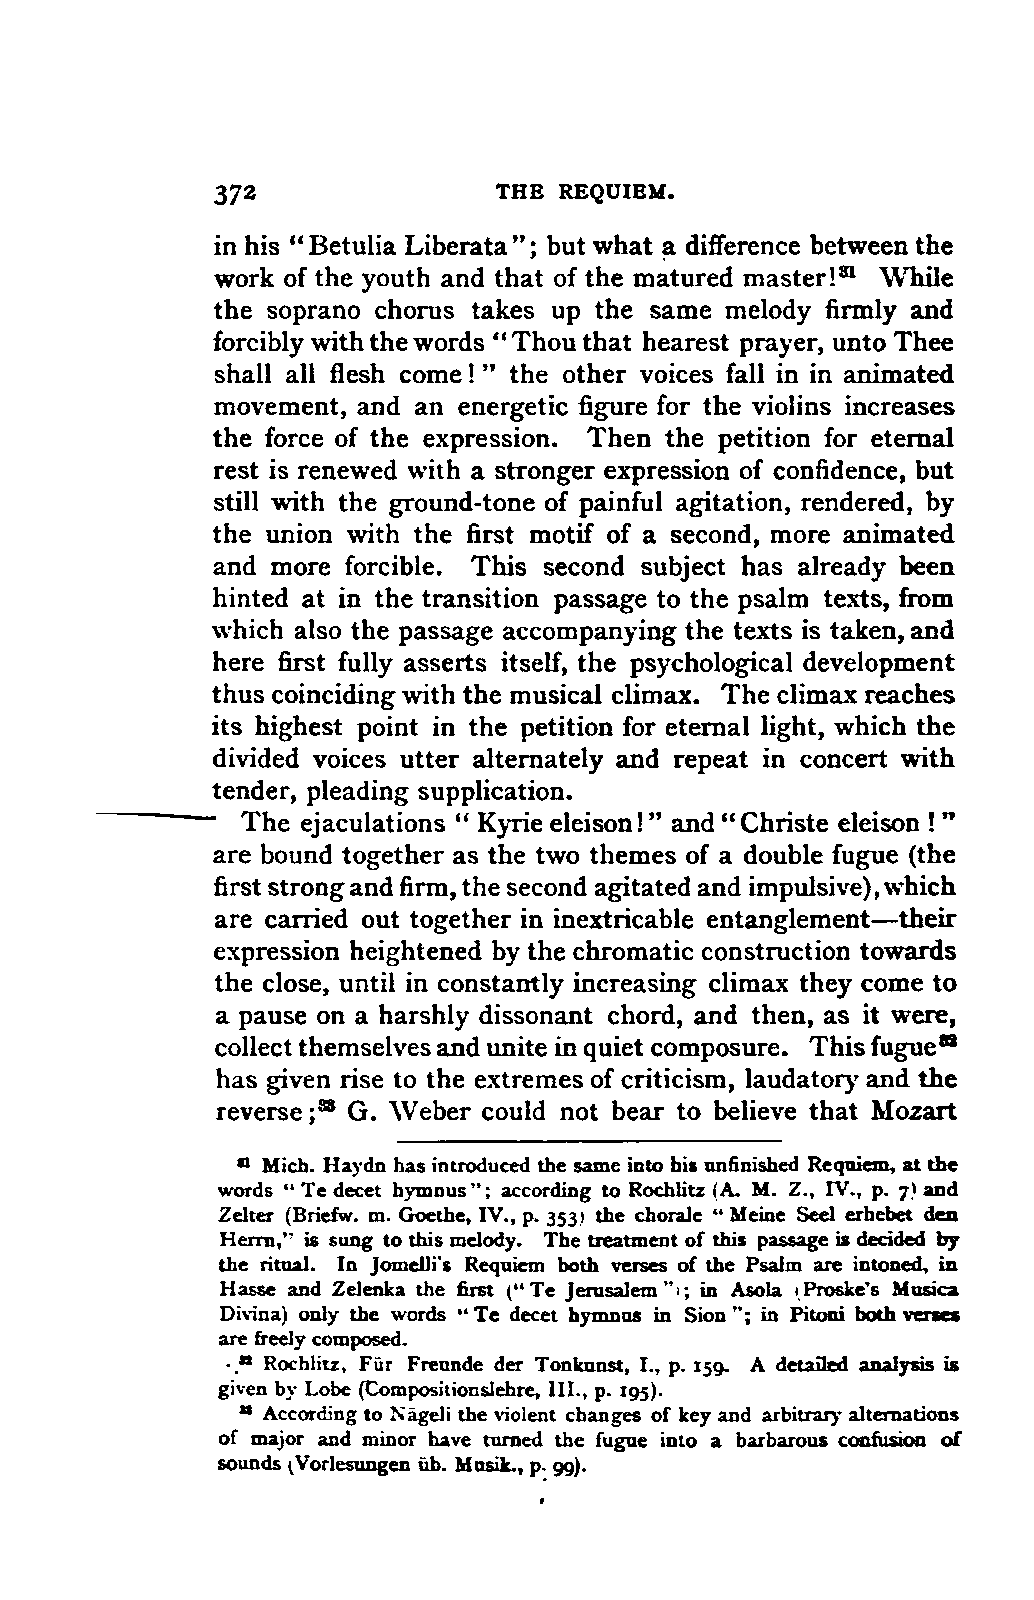 372 THE REQUIEM.
in his "Betulia Liberata"; but what a difference between the
work of the youth and that of the matured master!³¹ While
the soprano chorus takes up the same melody firmly and
forcibly with the words "Thou that hearest prayer, unto Thee
shall all flesh come!" the other voices fall in in animated
movement, and an energetic figure for the violins increases
the force of the expression. Then the petition for eternal
rest is renewed with a stronger expression of confidence, but
still with the ground-tone of painful agitation, rendered, by
the union with the first motif of a second, more animated
and more forcible. This second subject has already been
hinted at in the transition passage to the psalm texts, from
which also the passage accompanying the texts is taken, and
here first fully asserts itself, the psychological development
thus coinciding with the musical climax. The climax reaches
its highest point in the petition for eternal light, which the
divided voices utter alternately and repeat in concert with
tender, pleading supplication.
The ejaculations "Kyrie eleison!" and "Christe eleison!"
are bound together as the two themes of a double fugue (the
first strong and firm, the second agitated and impulsive), which
are carried out together in inextricable entanglement—their
expression heightened by the chromatic construction towards
the close, until in constantly increasing climax they come to
a pause on a harshly dissonant chord, and then, as it were,
collect themselves and unite in quiet composure. This fugue³²
has given rise to the extremes of criticism, laudatory and the
reverse;³³ G. Weber could not bear to believe that Mozart
³¹ Mich. Haydn has introduced the same into his unfinished Requiem, at the
words "Te decet hymnus"; according to Rochlitz (A. M. Z., IV., p. 7) and
Zelter (Briefw. m. Goethe, IV., p. 353) the chorale "Meine Seel erhebet den
Herrn," is sung to this melody. The treatment of this passage is decided by
the ritual. In Jomelli's Requiem both verses of the Psalm are intoned, in
Hasse and Zelenka the first ("Te Jerusalem"); in Asola (Proske's Musica
Divina) only the words "Te decet hymnus in Sion"; in Pitoni both verses
are freely composed.
³² Rochlitz, Für Freunde der Tonkunst, I., p. 159. A detailed analysis is
given by Lobe (Compositionslehre, III., p. 195).
³³ According to Nägeli the violent changes of key and arbitrary alternations
of major and minor have turned the fugue into a barbarous confusion of
sounds (Vorlesungen üb. Musik., p. 99).